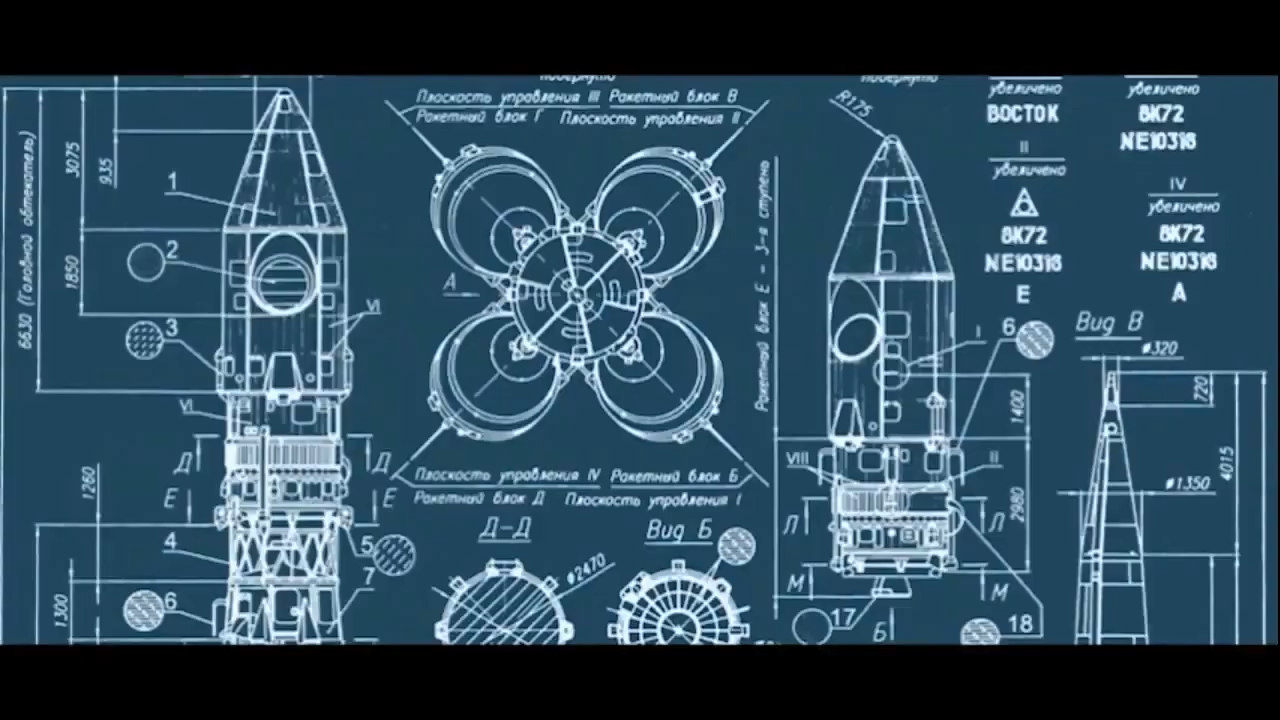 повернуто
Плоскость управления III Ракетный блок В
Ракетный блок Г Плоскость управления II
3075
935
6630 (Головной обтекатель)
1
2
1850
3
VI
VI
Д
Д
1260
Е
Е
4
5
7
6
1300
А
Плоскость управления IV Ракетный блок Б
Ракетный блок Д Плоскость управления I
Д-Д
ø2470
Вид Б
повернуто
R175
Ракетный блок Е - 3-я ступень
I
6
1400
VIII
II
2980
Л
Л
М
М
17
Б
18
увеличено
ВОСТОК
II
увеличено
8К72
NE10316
Е
увеличено
8К72
NE10316
IV
увеличено
8К72
NE10316
А
Вид В
ø320
720
4015
ø1350